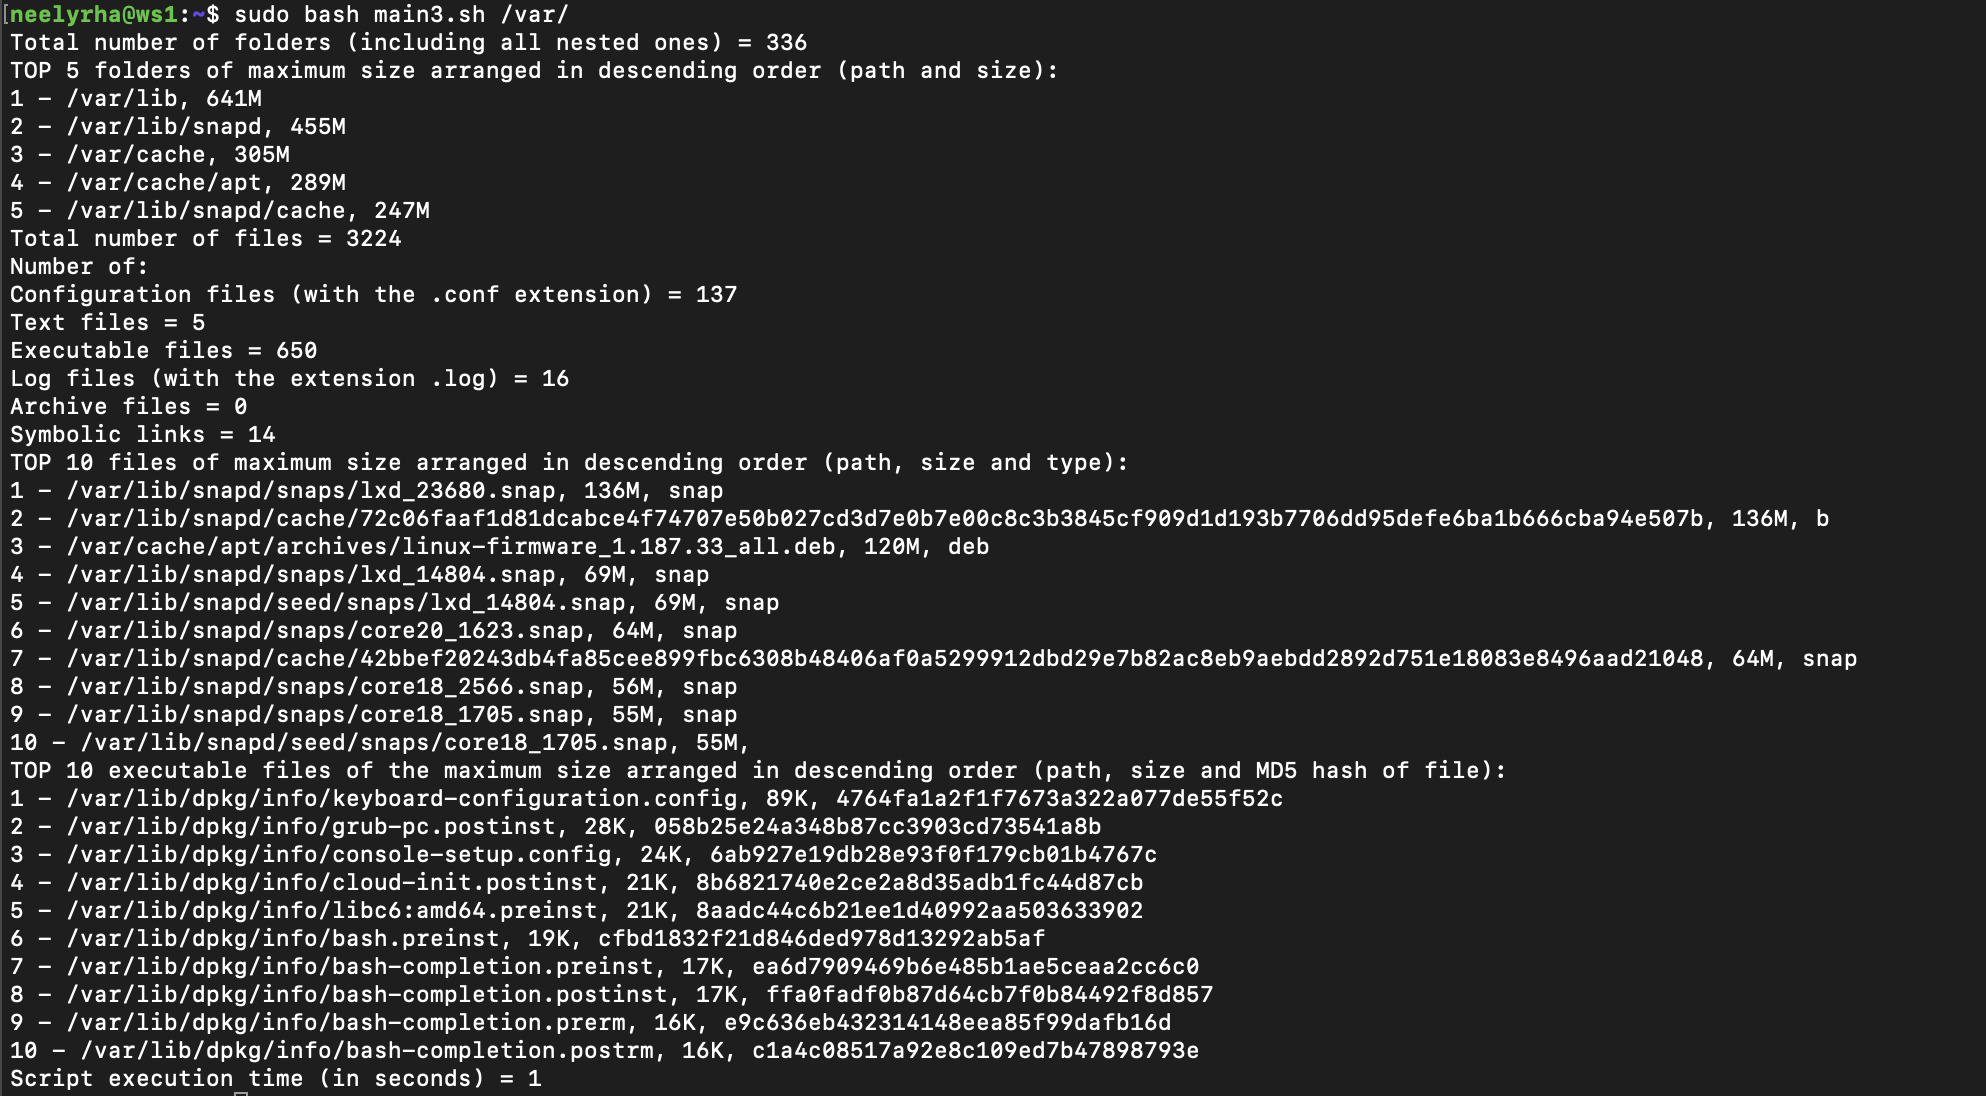 [neelyrha@ws1:~$ sudo bash main3.sh /var/
Total number of folders (including all nested ones) = 336
TOP 5 folders of maximum size arranged in descending order (path and size):
1 – /var/lib, 641M
2 – /var/lib/snapd, 455M
3 – /var/cache, 305M
4 – /var/cache/apt, 289M
5 – /var/lib/snapd/cache, 247M
Total number of files = 3224
Number of:
Configuration files (with the .conf extension) = 137
Text files = 5
Executable files = 650
Log files (with the extension .log) = 16
Archive files = 0
Symbolic links = 14
TOP 10 files of maximum size arranged in descending order (path, size and type):
1 – /var/lib/snapd/snaps/lxd_23680.snap, 136M, snap
2 – /var/lib/snapd/cache/72c06faaf1d81dcabce4f74707e50b027cd3d7e0b7e00c8c3b3845cf909d1d193b7706dd95defe6ba1b666cba94e507b, 136M, b
3 – /var/cache/apt/archives/linux-firmware_1.187.33_all.deb, 120M, deb
4 – /var/lib/snapd/snaps/lxd_14804.snap, 69M, snap
5 – /var/lib/snapd/seed/snaps/lxd_14804.snap, 69M, snap
6 – /var/lib/snapd/snaps/core20_1623.snap, 64M, snap
7 – /var/lib/snapd/cache/42bbef20243db4fa85cee899fbc6308b48406af0a5299912dbd29e7b82ac8eb9aebdd2892d751e18083e8496aad21048, 64M, snap
8 – /var/lib/snapd/snaps/core18_2566.snap, 56M, snap
9 – /var/lib/snapd/snaps/core18_1705.snap, 55M, snap
10 – /var/lib/snapd/seed/snaps/core18_1705.snap, 55M,
TOP 10 executable files of the maximum size arranged in descending order (path, size and MD5 hash of file):
1 – /var/lib/dpkg/info/keyboard-configuration.config, 89K, 4764fa1a2f1f7673a322a077de55f52c
2 – /var/lib/dpkg/info/grub-pc.postinst, 28K, 058b25e24a348b87cc3903cd73541a8b
3 – /var/lib/dpkg/info/console-setup.config, 24K, 6ab927e19db28e93f0f179cb01b4767c
4 – /var/lib/dpkg/info/cloud-init.postinst, 21K, 8b6821740e2ce2a8d35adb1fc44d87cb
5 – /var/lib/dpkg/info/libc6:amd64.preinst, 21K, 8aadc44c6b21ee1d40992aa503633902
6 – /var/lib/dpkg/info/bash.preinst, 19K, cfbd1832f21d846ded978d13292ab5af
7 – /var/lib/dpkg/info/bash-completion.preinst, 17K, ea6d7909469b6e485b1ae5ceaa2cc6c0
8 – /var/lib/dpkg/info/bash-completion.postinst, 17K, ffa0fadf0b87d64cb7f0b84492f8d857
9 – /var/lib/dpkg/info/bash-completion.prerm, 16K, e9c636eb432314148eea85f99dafb16d
10 – /var/lib/dpkg/info/bash-completion.postrm, 16K, c1a4c08517a92e8c109ed7b47898793e
Script execution time (in seconds) = 1